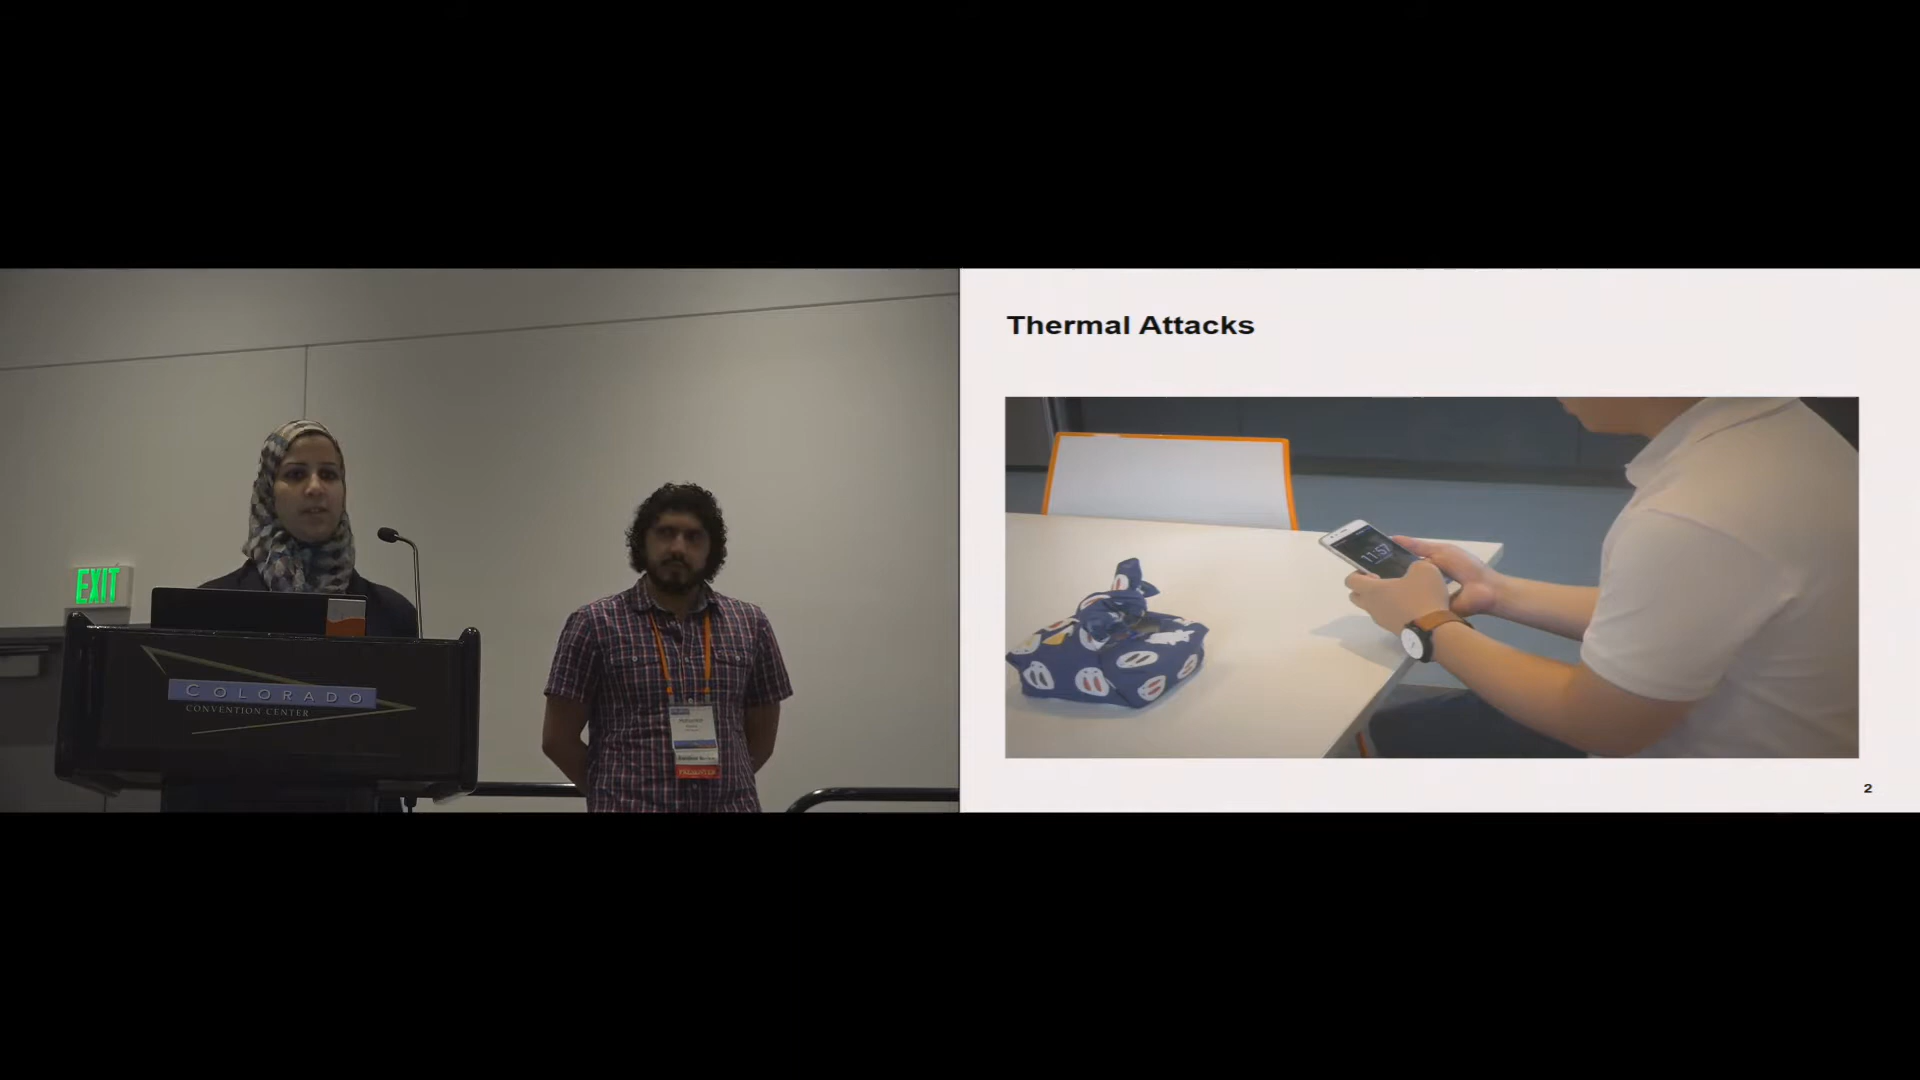 EXIT
COLORADO
CONVENTION CENTER
Thermal Attacks
11:57
2